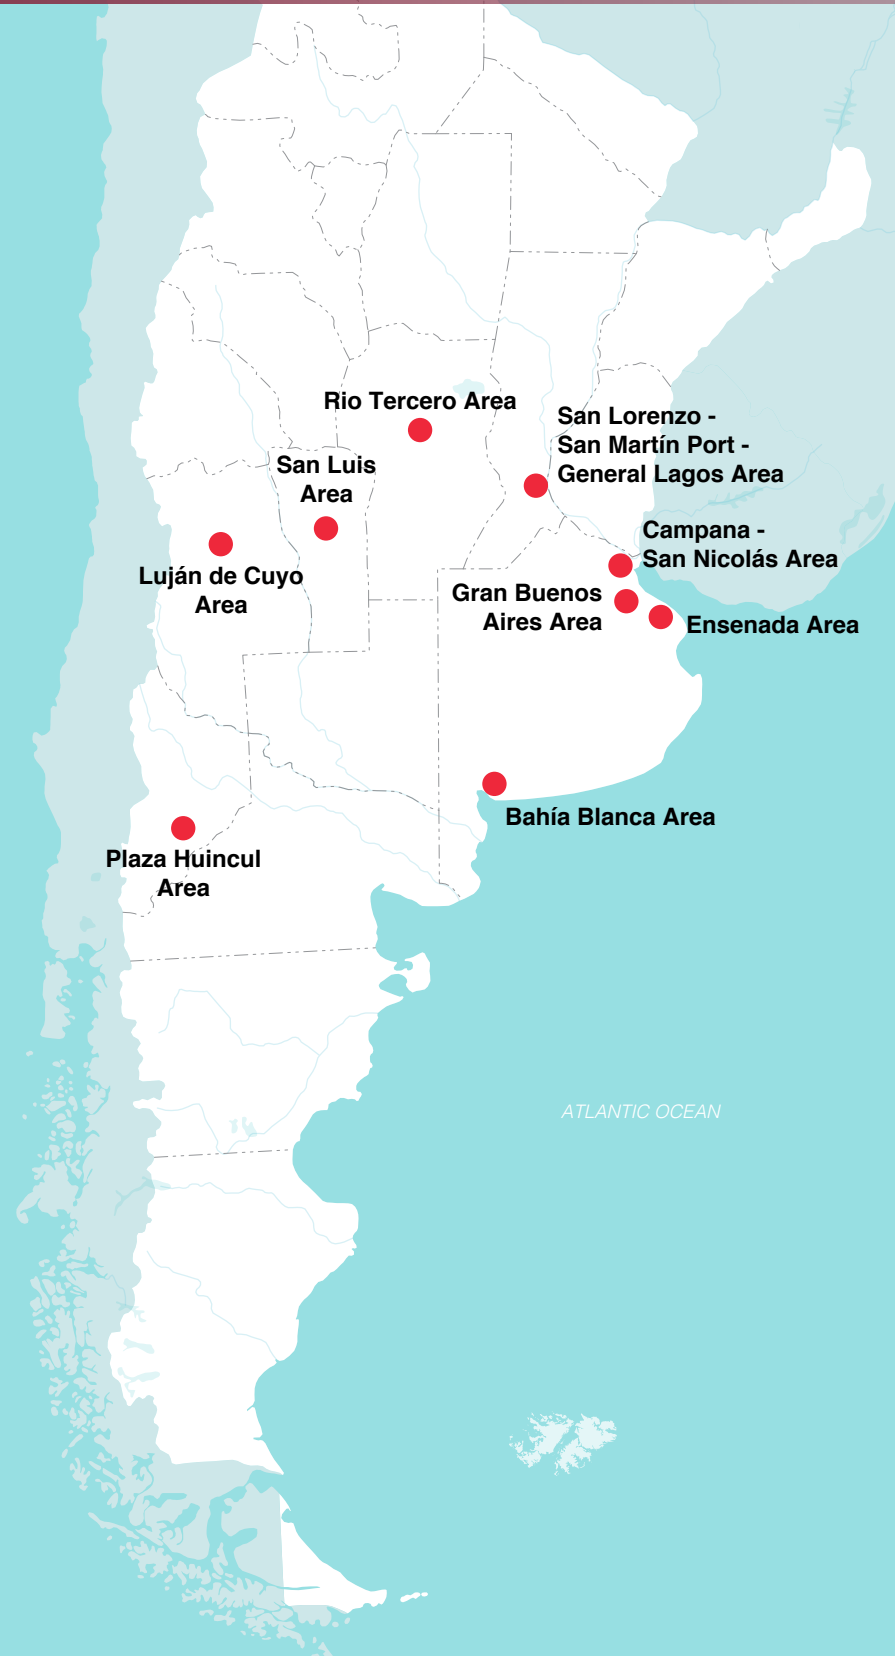 Rio Tercero Area
San Lorenzo -
San Martín Port -
General Lagos Area
San Luis
Area
Campana -
San Nicolás Area
Luján de Cuyo
Area
Gran Buenos
Aires Area
Ensenada Area
Bahía Blanca Area
Plaza Huincul
Area
ATLANTIC OCEAN